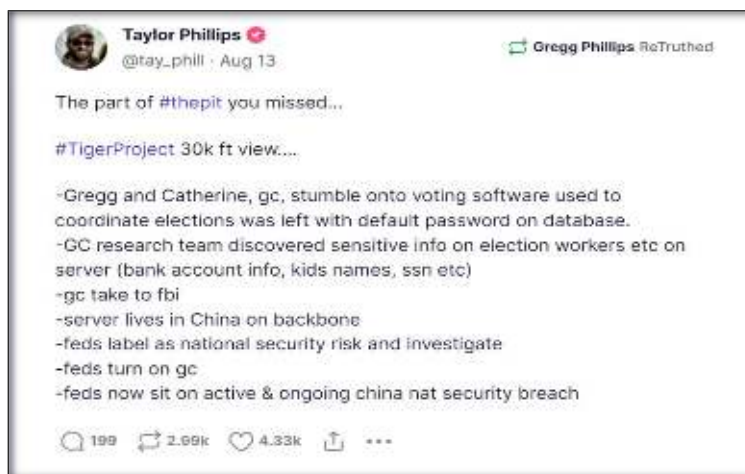 Taylor Phillips
Gregg Phillips ReTruthed
@tay_phill · Aug 13
The part of #thepit you missed...
#TigerProject 30k ft view....
-Gregg and Catherine, gc, stumble onto voting software used to
coordinate elections was left with default password on database.
-GC research team discovered sensitive info on election workers etc on
server (bank account info, kids names, ssn etc)
-gc take to fbi
-server lives in China on backbone
-feds label as national security risk and investigate
-feds turn on gc
-feds now sit on active & ongoing china nat security breach
199 2.99k 4.33k